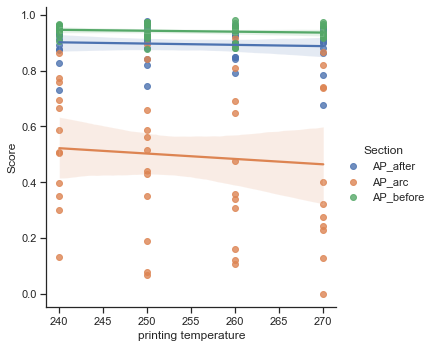 1.0
0.8
0.6
0.4
0.2
0.0
Score
240 245 250 255 260 265 270
printing temperature
Section
AP_after
AP_arc
AP_before